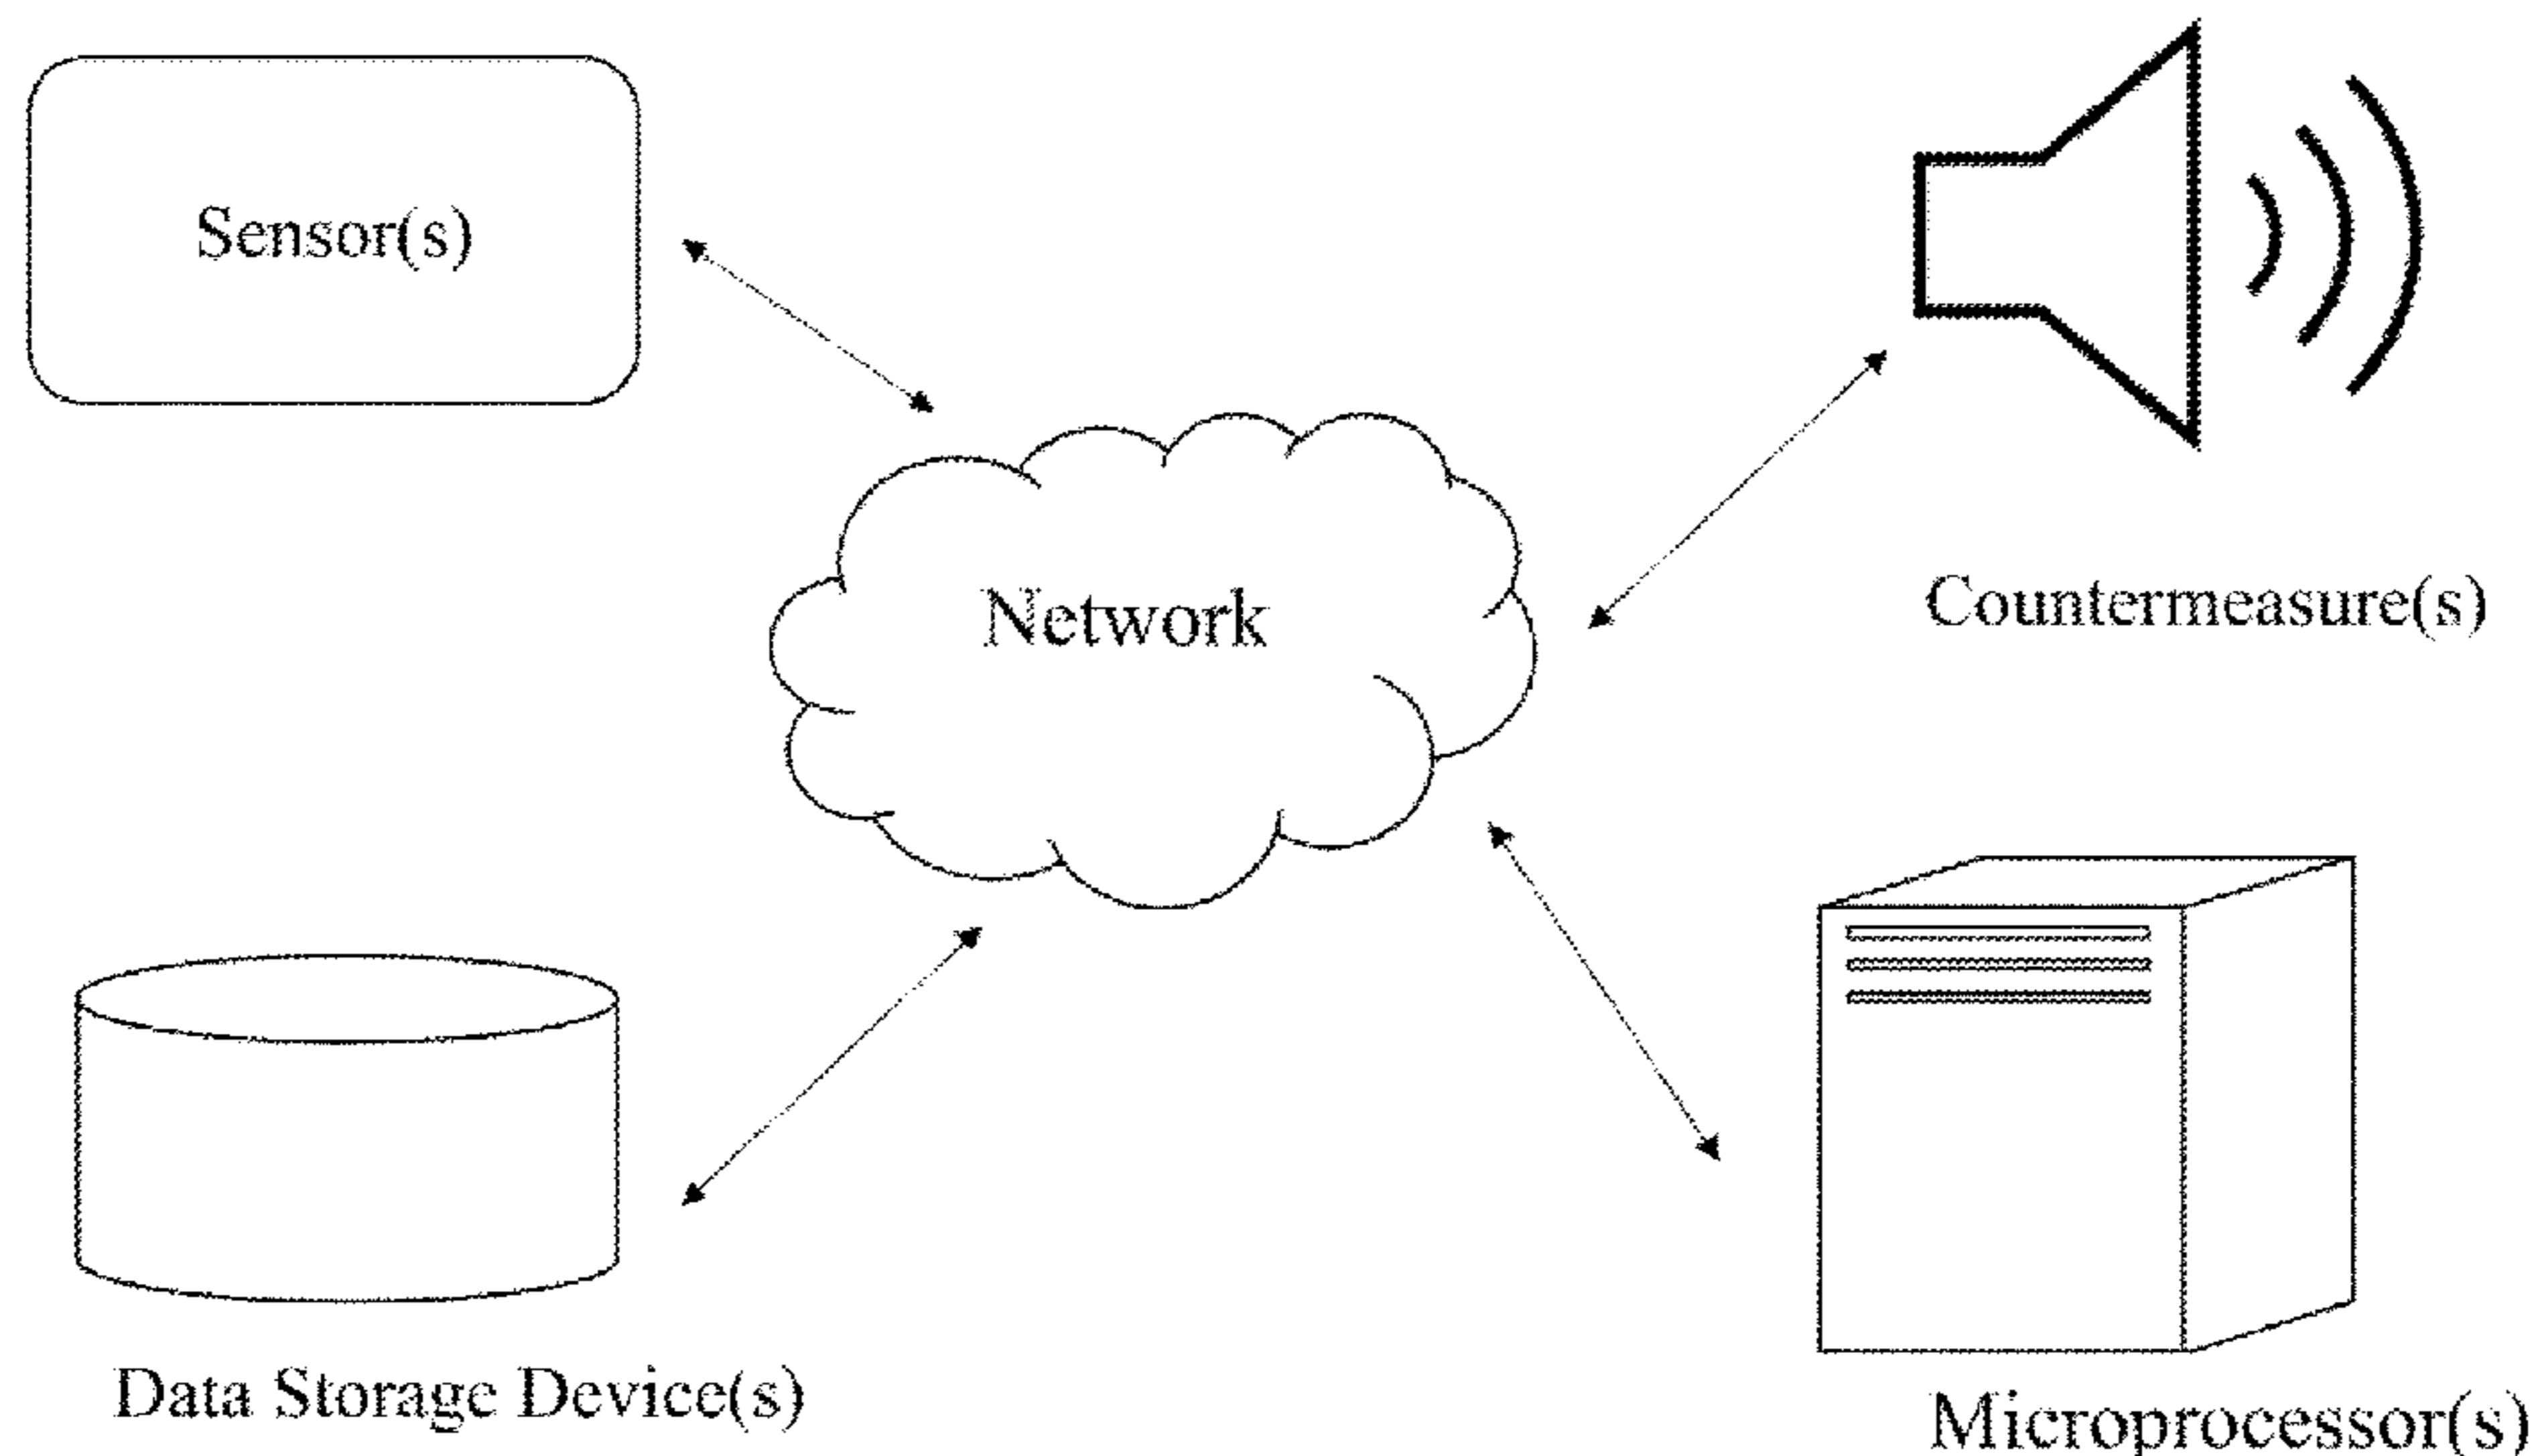 Sensor(s)
Network
Countermeasure(s)
Data Storage Device(s)
Microprocessor(s)